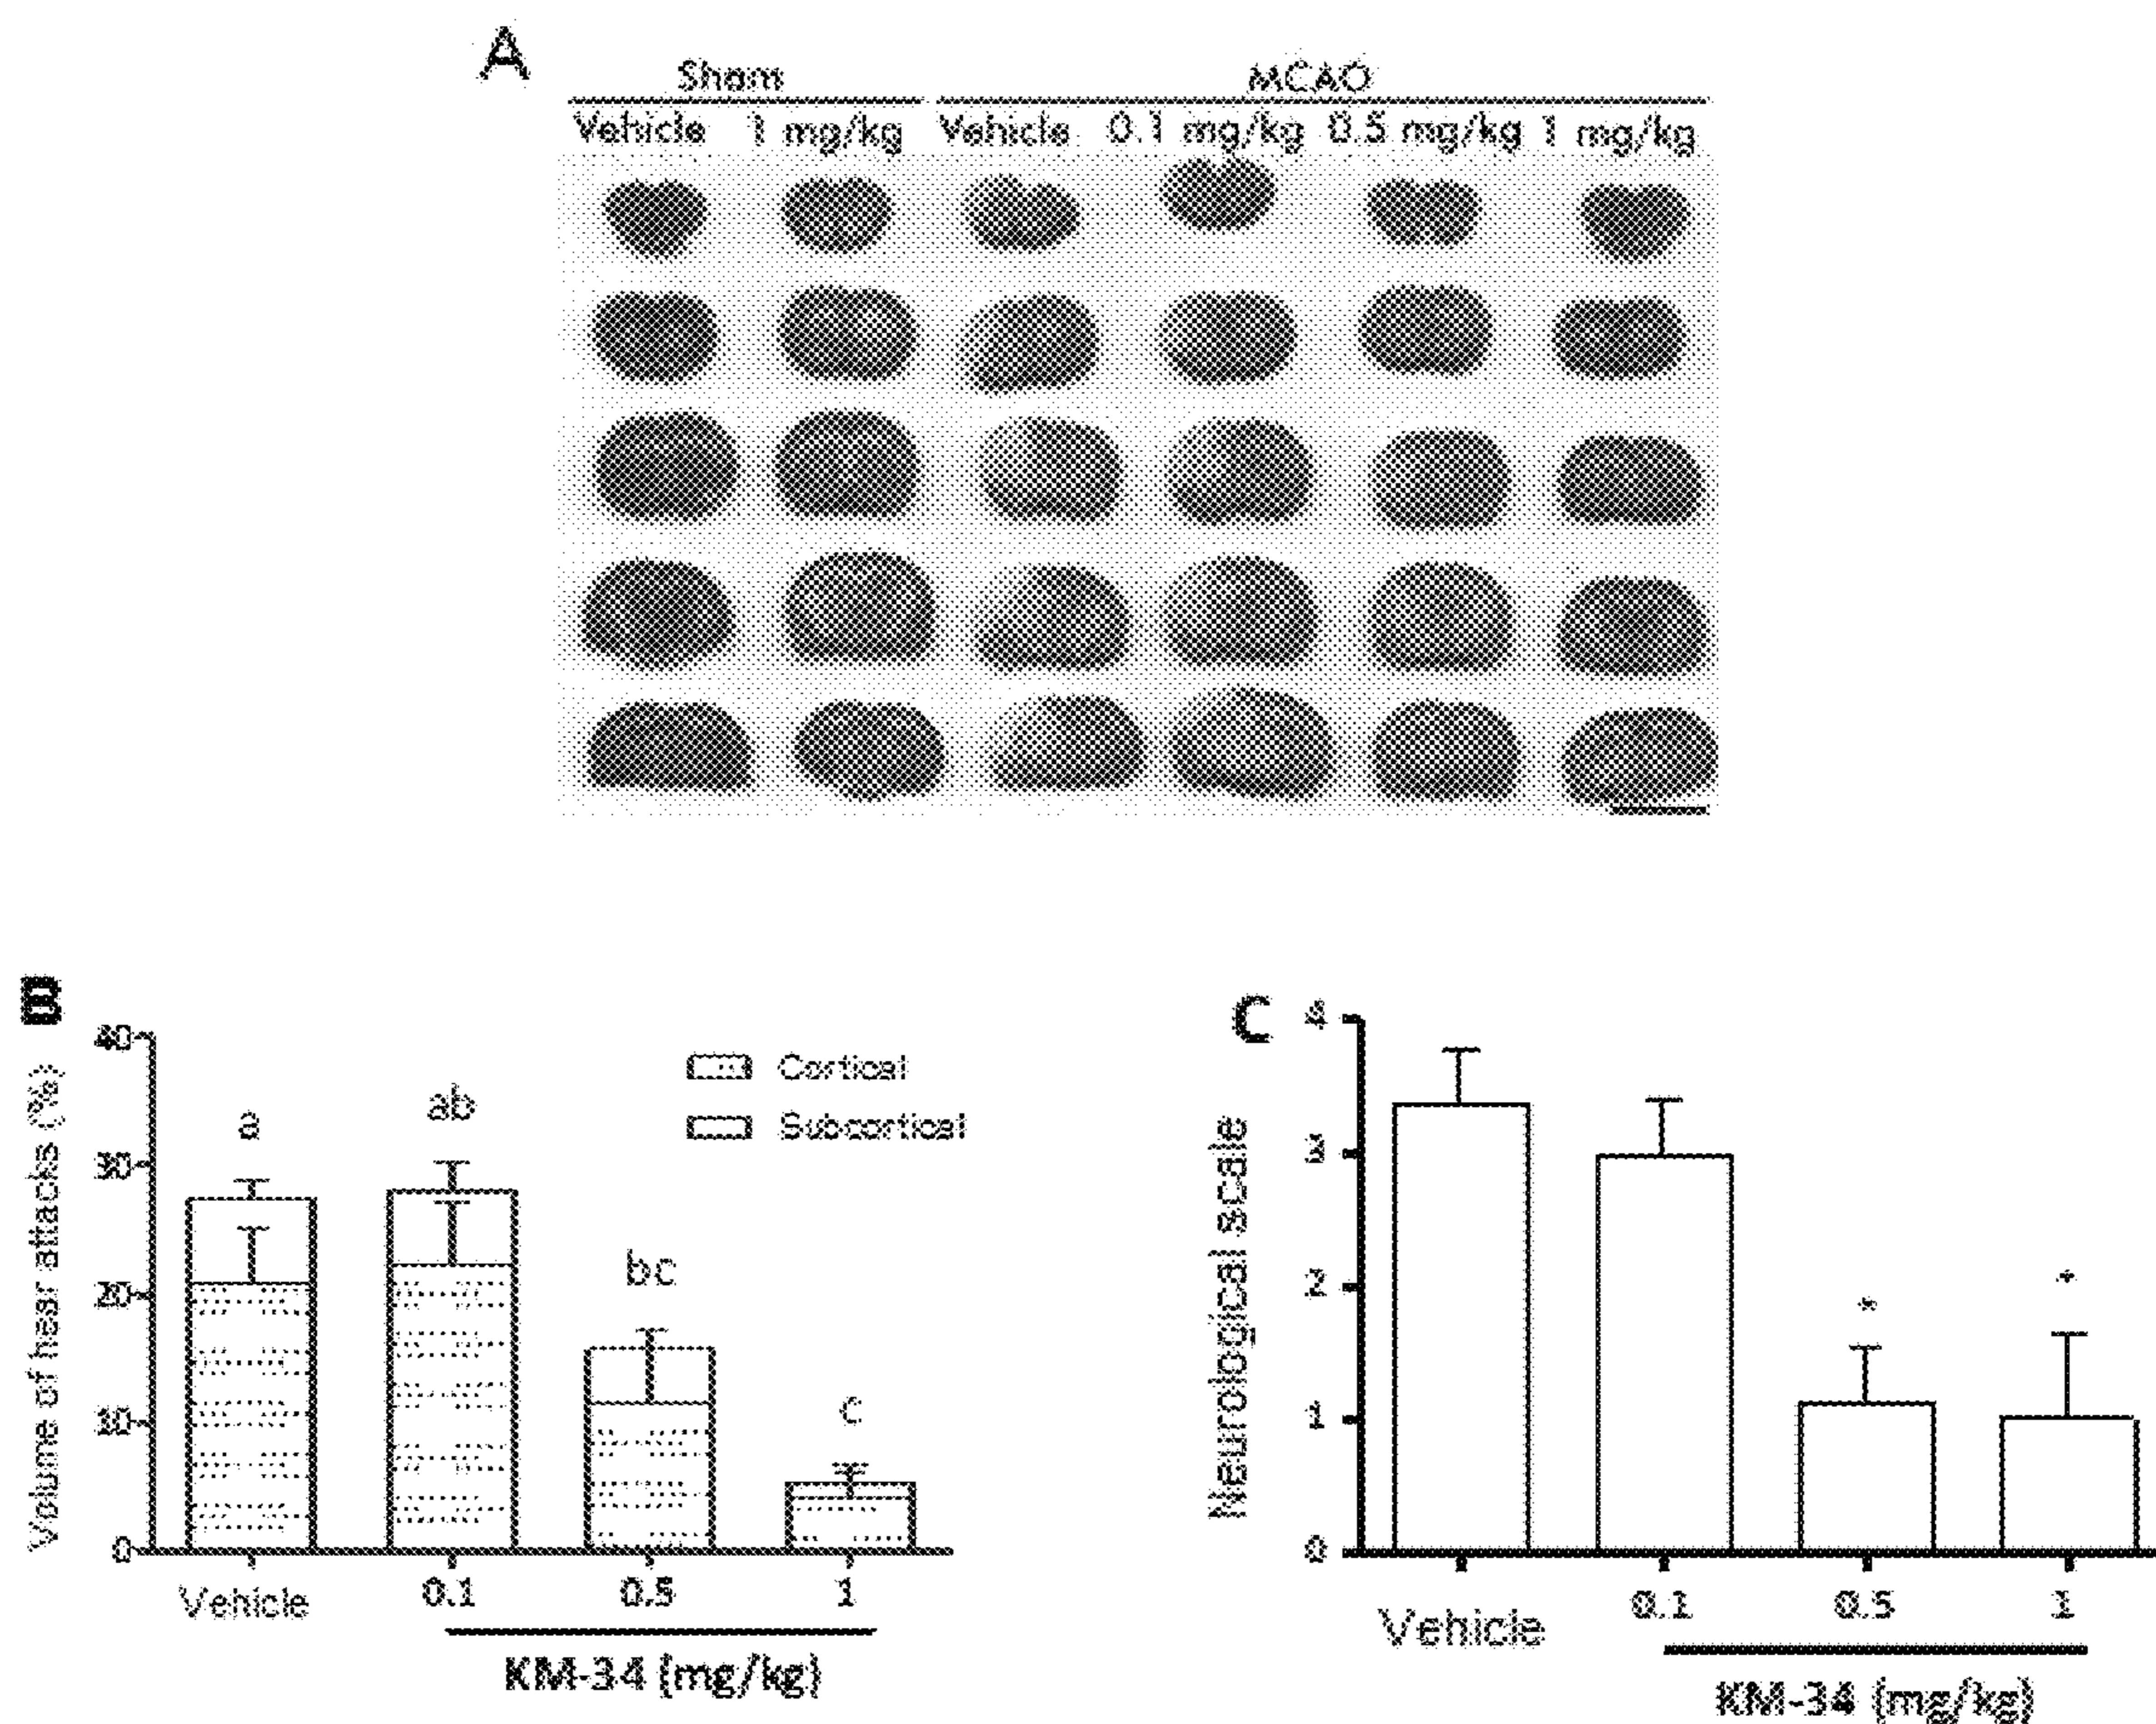 A
Sham MCAO
Vehicle 1 mg/kg Vehicle 0.1 mg/kg 0.5 mg/kg 1 mg/kg
B
Volume of hear attacks (%)
40
30
20
10
0
a
ab
bc
c
Cortical
Subcortical
Vehicle 0.1 0.5 1
KM-34 (mg/kg)
C
Neurological scale
4
3
2
1
0
*
*
Vehicle 0.1 0.5 1
KM-34 (mg/kg)